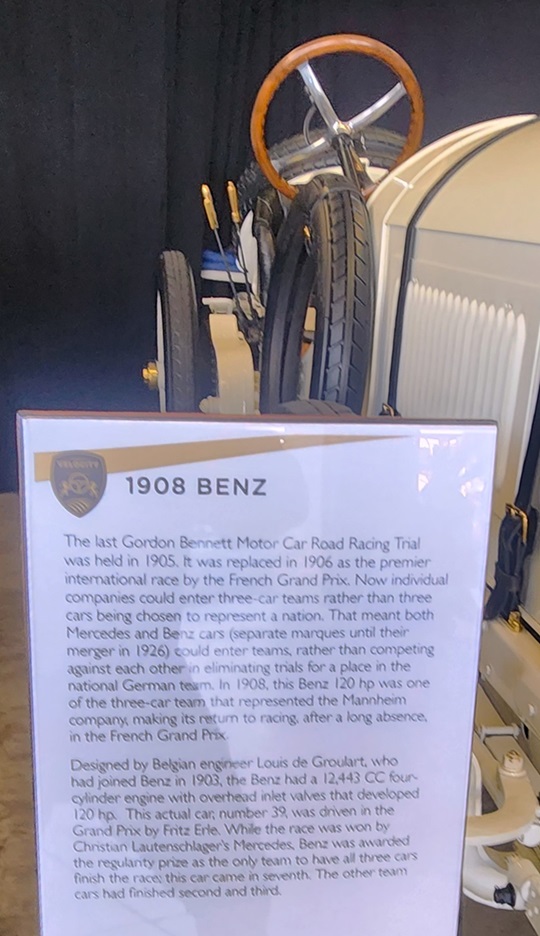 VELOCITY
1908 BENZ
The last Gordon Bennett Motor Car Road Racing Trial
was held in 1905. It was replaced in 1906 as the premier
international race by the French Grand Prix. Now individual
companies could enter three-car teams rather than three
cars being chosen to represent a nation. That meant both
Mercedes and Benz cars (separate marques until their
merger in 1926) could enter teams, rather than competing
against each other in eliminating trials for a place in the
national German team. In 1908, this Benz 120 hp was one
of the three-car team that represented the Mannheim
company, making its return to racing, after a long absence,
in the French Grand Prix.
Designed by Belgian engineer Louis de Groulart, who
had joined Benz in 1903, the Benz had a 12,443 CC four-
cylinder engine with overhead inlet valves that developed
120 hp. This actual car, number 39, was driven in the
Grand Prix by Fritz Erle. While the race was won by
Christian Lautenschlager's Mercedes, Benz was awarded
the regularity prize as the only team to have all three cars
finish the race; this car came in seventh. The other team
cars had finished second and third.